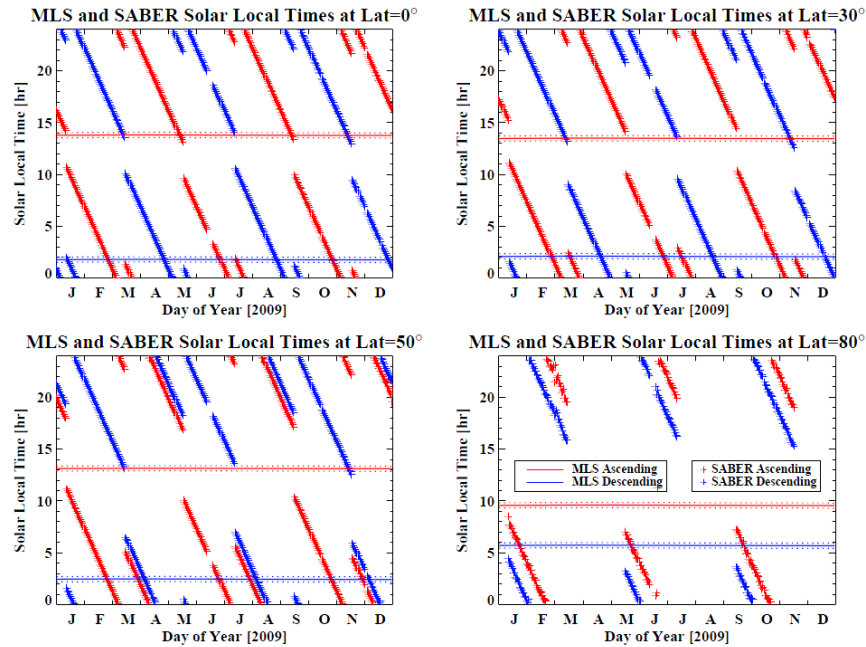 MLS and SABER Solar Local Times at Lat=0°
Solar Local Time [hr]
20
15
10
5
0
J F M A M J J A S O N D
Day of Year [2009]
MLS and SABER Solar Local Times at Lat=30°
Solar Local Time [hr]
20
15
10
5
0
J F M A M J J A S O N D
Day of Year [2009]
MLS and SABER Solar Local Times at Lat=50°
Solar Local Time [hr]
20
15
10
5
0
J F M A M J J A S O N D
Day of Year [2009]
MLS and SABER Solar Local Times at Lat=80°
Solar Local Time [hr]
20
15
10
5
0
MLS Ascending
MLS Descending
SABER Ascending
SABER Descending
J F M A M J J A S O N D
Day of Year [2009]